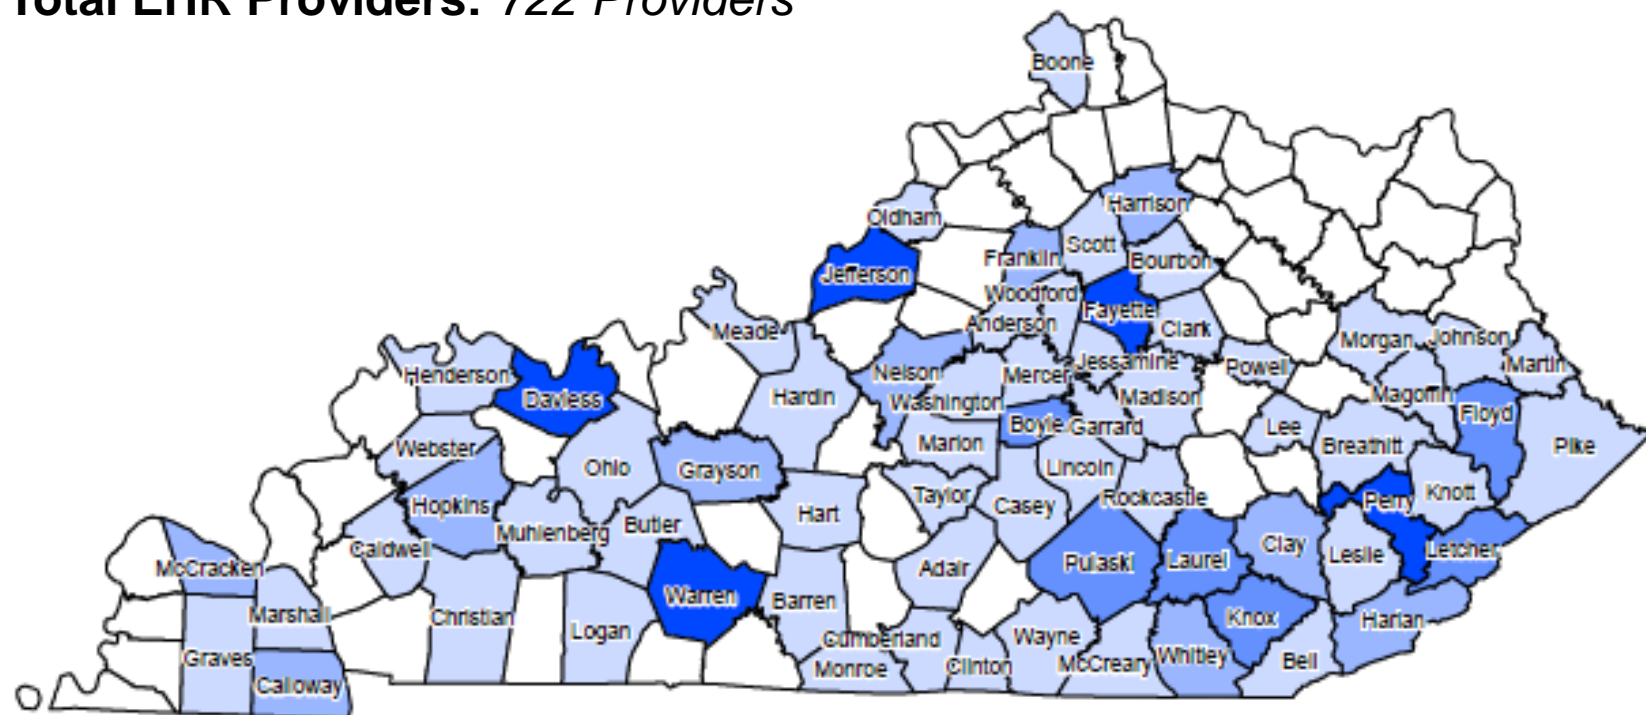 Total EHR Providers: 722 Providers
Boone
Oldham
Harrison
Jefferson
Franklin
Scott
Bourbon
Woodford
Fayette
Meade
Anderson
Clark
Henderson
Daviess
Hardin
Nelson
Mercer
Jessamine
Powell
Morgan
Johnson
Martin
Washington
Madison
Magoffin
Floyd
Boyle
Garrard
Lee
Breathitt
Pike
Webster
Ohio
Grayson
Marion
Lincoln
Hopkins
Muhlenberg
Butler
Hart
Taylor
Casey
Rockcastle
Perry
Knott
McCracken
Caldwell
Warren
Barren
Adair
Pulaski
Laurel
Clay
Leslie
Letcher
Marshall
Christian
Logan
Cumberland
Wayne
Knox
Harlan
Graves
Calloway
Monroe
Clinton
McCreary
Whitley
Bell